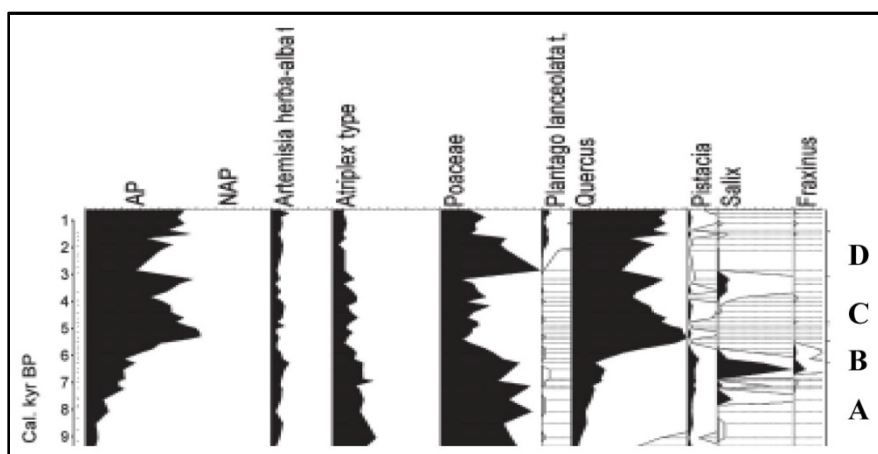 AP
NAP
Artemisia herba-alba t
Atriplex type
Poaceae
Plantago lanceolata t.
Quercus
Pistacia
Salix
Fraxinus
Cal. kyr BP
1
2
3
4
5
6
7
8
9
D
C
B
A